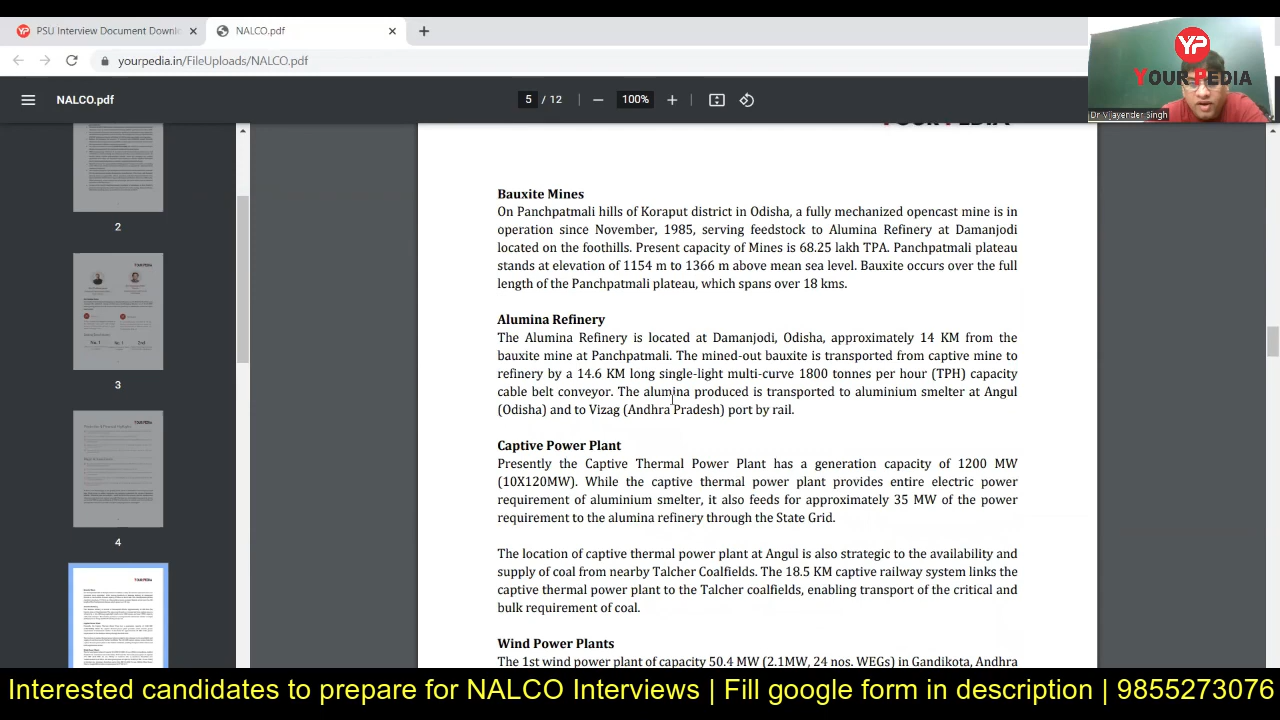 PSU Interview Document Downl
NALCO.pdf
yourpedia.in/FileUploads/NALCO.pdf
NALCO.pdf
5 / 12
100%
YP
YOURPEDIA
Dr Vijayender Singh
2
3
4
YOURPEDIA
Bauxite Mines
On Panchpatmali hills of Koraput district in Odisha, a fully mechanized opencast mine is in
operation since November, 1985, serving feedstock to Alumina Refinery at Damanjodi
located on the foothills. Present capacity of Mines is 68.25 lakh TPA. Panchpatmali plateau
stands at elevation of 1154 m to 1366 m above mean sea level. Bauxite occurs over the full
length of the Panchpatmali plateau, which spans over 18 kms.
Alumina Refinery
The Alumina Refinery is located at Damanjodi, Odisha, approximately 14 KM from the
bauxite mine at Panchpatmali. The mined-out bauxite is transported from captive mine to
refinery by a 14.6 KM long single-light multi-curve 1800 tonnes per hour (TPH) capacity
cable belt conveyor. The alumina produced is transported to aluminium smelter at Angul
(Odisha) and to Vizag (Andhra Pradesh) port by rail.
Captive Power Plant
Presently the Captive Thermal Power Plant has a generation capacity of 1200 MW
(10X120MW). While the captive thermal power plant provides entire electric power
requirement of aluminium smelter, it also feeds for approximately 35 MW of the power
requirement to the alumina refinery through the State Grid.
The location of captive thermal power plant at Angul is also strategic to the availability and
supply of coal from nearby Talcher Coalfields. The 18.5 KM captive railway system links the
captive thermal power plant to the Talcher coalfields, enabling transport of the critical and
bulk requirement of coal.
Wind Power Plants
The 1st wind power plant of capacity 50.4 MW (2.1 MW, 24 nos. WEGs) in Gandikota, Andhra
Interested candidates to prepare for NALCO Interviews | Fill google form in description | 9855273076